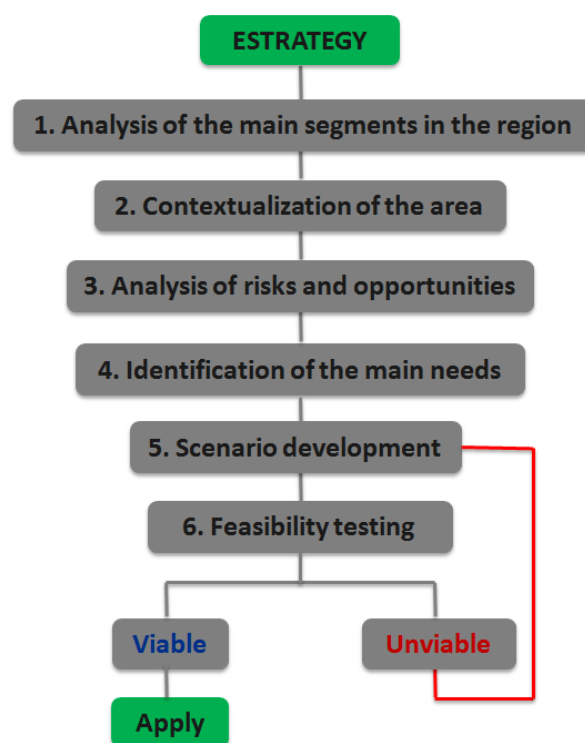 ESTRATEGY
1. Analysis of the main segments in the region
2. Contextualization of the area
3. Analysis of risks and opportunities
4. Identification of the main needs
5. Scenario development
6. Feasibility testing
Viable
Unviable
Apply